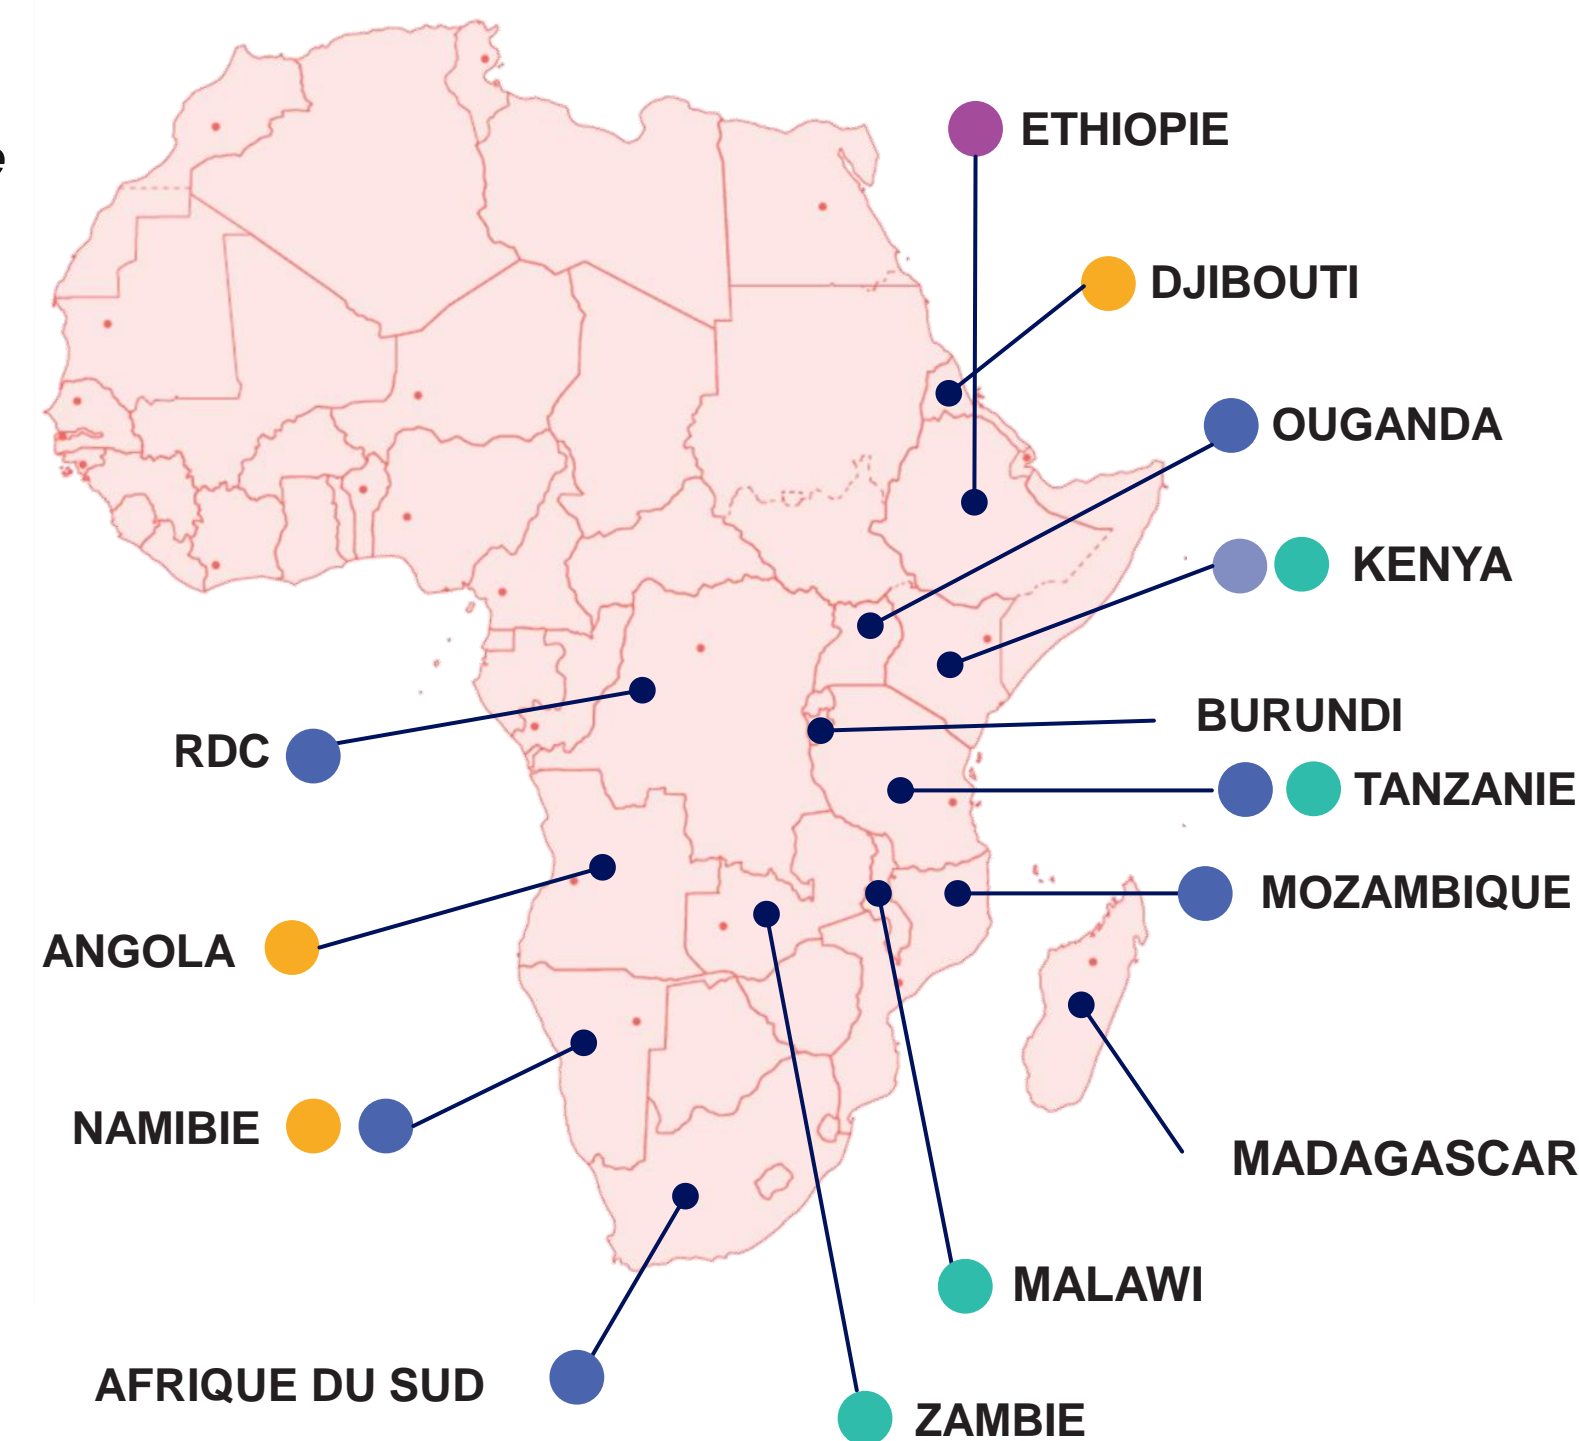 ETHIOPIE
e
DJIBOUTI
OUGANDA
KENYA
BURUNDI
RDC
TANZANIE
MOZAMBIQUE
ANGOLA
NAMIBIE
MADAGASCAR
MALAWI
AFRIQUE DU SUD
ZAMBIE